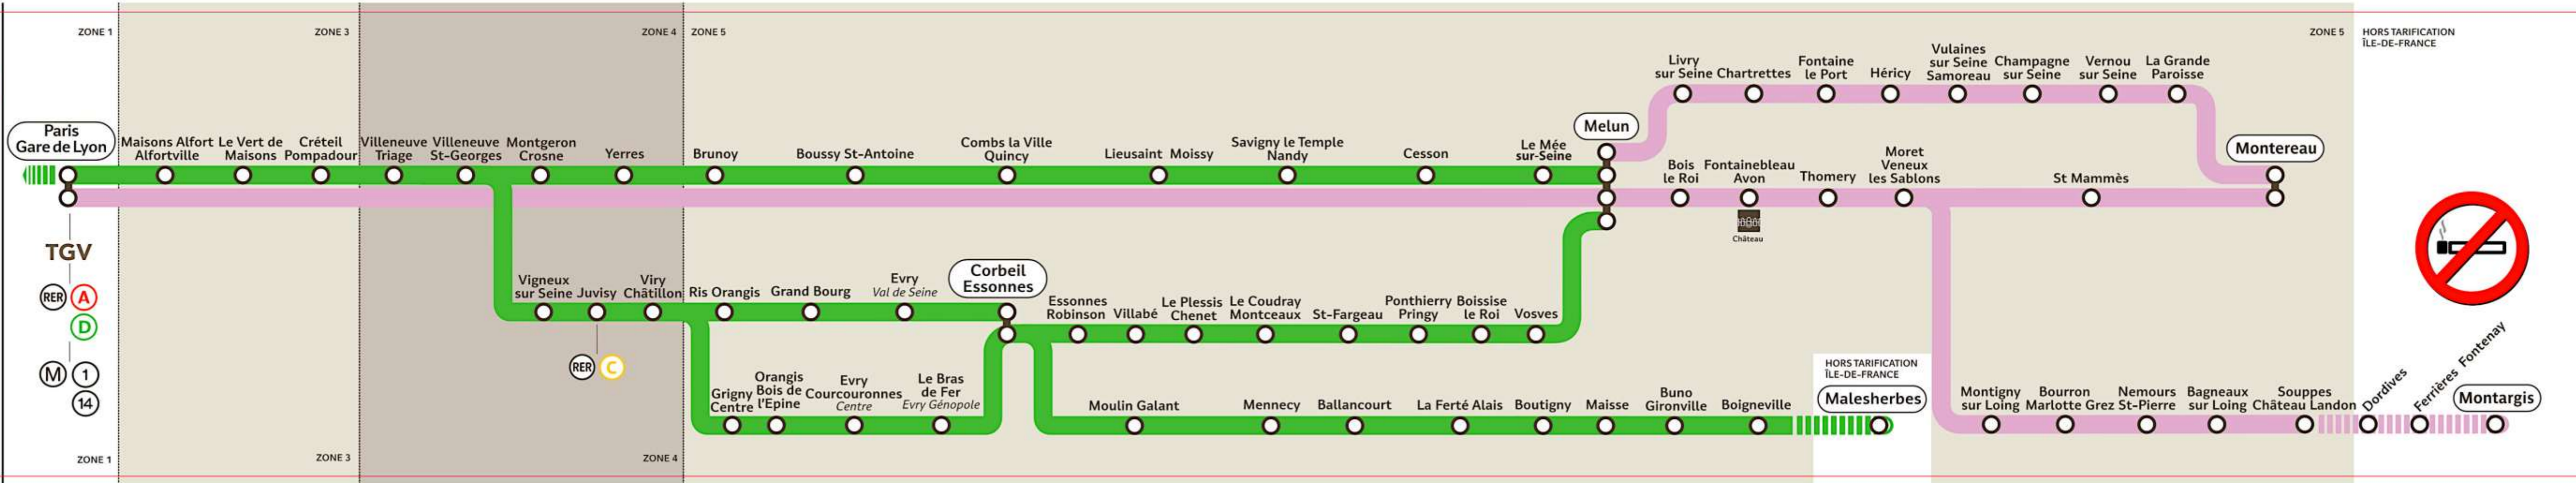 ZONE 1
ZONE 3
ZONE 4
ZONE 5
ZONE 5
HORS TARIFICATION
ÎLE-DE-FRANCE
Paris
Gare de Lyon
Maisons Alfort
Alfortville
Le Vert de
Maisons
Créteil
Pompadour
Villeneuve
Triage
Villeneuve
St-Georges
Montgeron
Crosne
Yerres
Brunoy
Boussy St-Antoine
Combs la Ville
Quincy
Lieusaint Moissy
Savigny le Temple
Nandy
Cesson
Le Mée
sur-Seine
Melun
Livry
sur Seine
Chartrettes
Fontaine
le Port
Héricy
Vulaines
sur Seine
Samoreau
Champagne
sur Seine
Vernou
sur Seine
La Grande
Paroisse
Montereau
Bois
le Roi
Fontainebleau
Avon
Château
Thomery
Moret
Veneux
les Sablons
St Mammès
TGV
RER A
D
M 1
14
Vigneux
sur Seine
Juvisy
RER C
Viry
Châtillon
Ris Orangis
Grand Bourg
Evry
Val de Seine
Corbeil
Essonnes
Essonnes
Robinson
Villabé
Le Plessis
Chenet
Le Coudray
Montceaux
St-Fargeau
Ponthierry
Pringy
Boissise
le Roi
Vosves
Grigny
Centre
Orangis
Bois de
l'Epine
Evry
Courcouronnes
Centre
Le Bras
de Fer
Evry Génopole
Moulin Galant
Mennecy
Ballancourt
La Ferté Alais
Boutigny
Maisse
Buno
Gironville
Boigneville
HORS TARIFICATION
ÎLE-DE-FRANCE
Malesherbes
Montigny
sur Loing
Bourron
Marlotte Grez
Nemours
St-Pierre
Bagneaux
sur Loing
Souppes
Château Landon
Dordives
Ferrières Fontenay
Montargis
ZONE 1
ZONE 3
ZONE 4